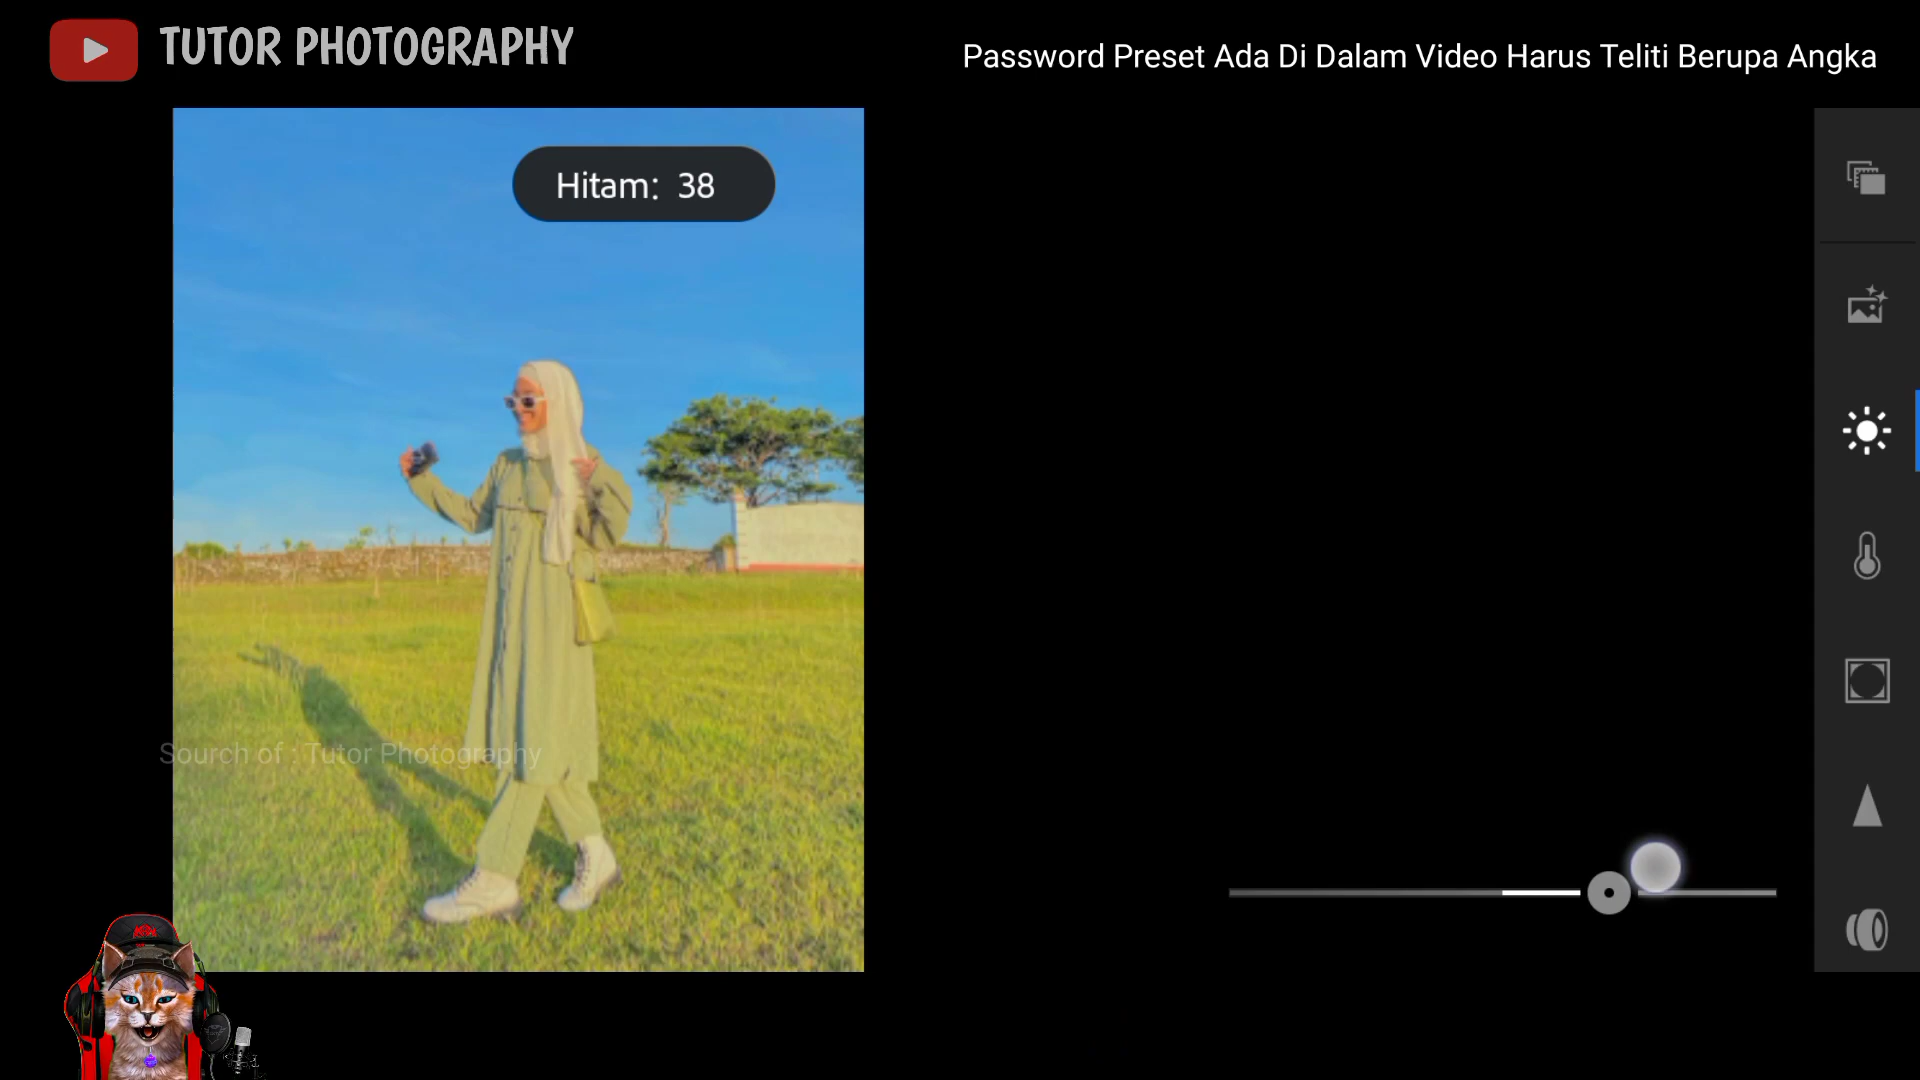 TUTOR PHOTOGRAPHY
Password Preset Ada Di Dalam Video Harus Teliti Berupa Angka
Hitam: 38
Sourch of : Tutor Photography